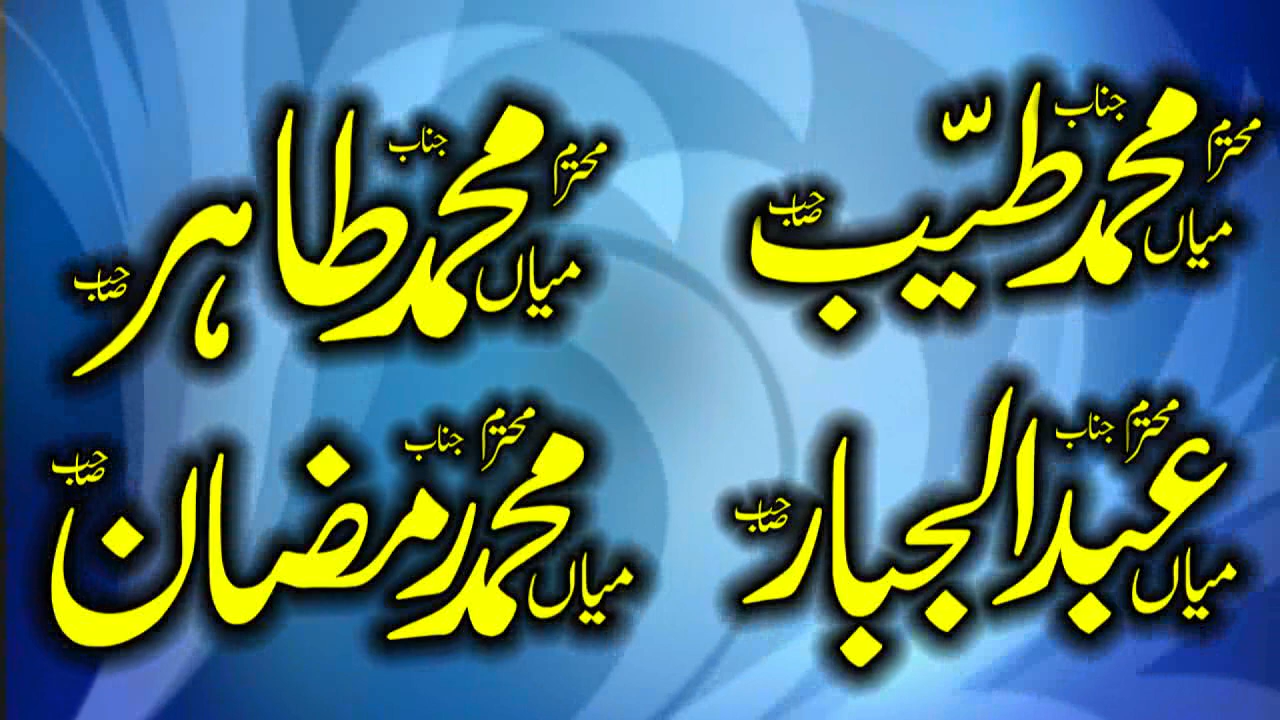 محترم جناب میاں محمد طیّب صاحب
محترم جناب میاں محمد طاہر صاحب
محترم جناب میاں عبدالجبار صاحب
محترم جناب میاں محمد رمضان صاحب